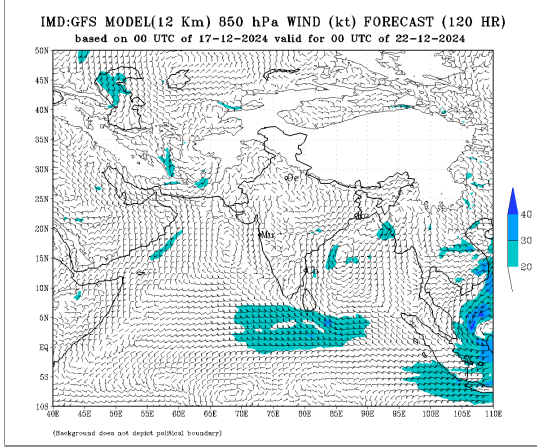 IMD:GFS MODEL(12 Km) 850 hPa WIND (kt) FORECAST (120 HR)
based on 00 UTC of 17-12-2024 valid for 00 UTC of 22-12-2024
50N
45N
40N
35N
30N
25N
20N
15N
10N
5N
EQ
5S
10S
40E 45E 50E 55E 60E 65E 70E 75E 80E 85E 90E 95E 100E 105E 110E
Mu
Ch
40
30
20
(Background does not depict political boundary)